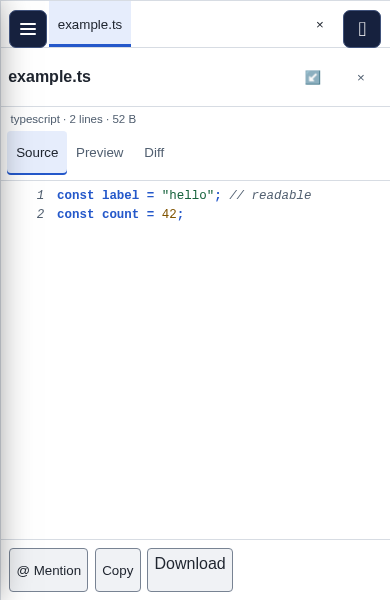 example.ts ×
example.ts ×
typescript · 2 lines · 52 B
Source Preview Diff
1 const label = "hello"; // readable
2 const count = 42;
@ Mention Copy Download